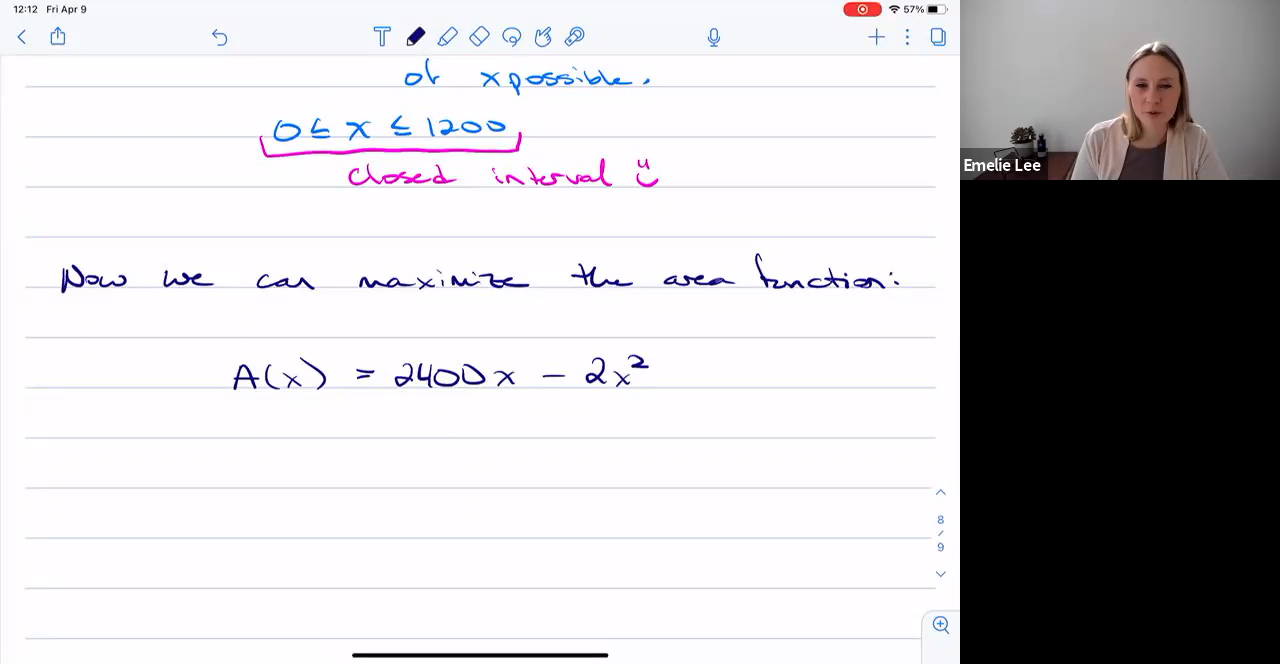 12:12 Fri Apr 9
57%
of x possible.
0 ≤ x ≤ 1200
closed interval
Emelie Lee
Now we can maximize the area function:
A(x) = 2400x − 2x²
8
9